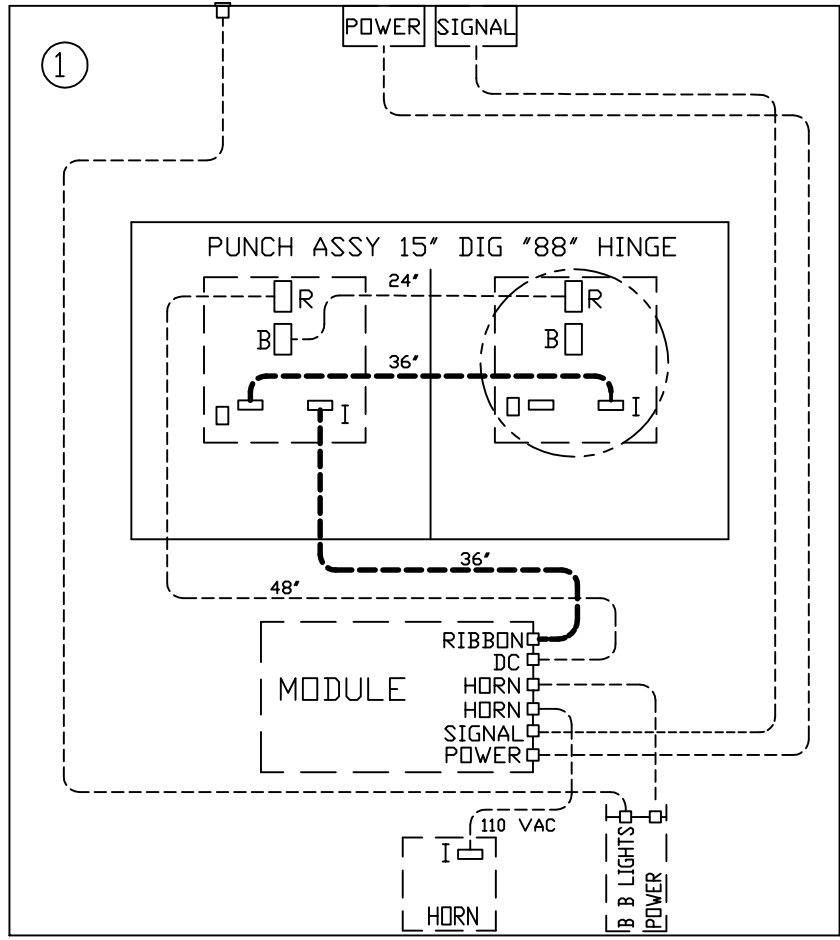 POWER SIGNAL
1
PUNCH ASSY 15" DIG "88" HINGE
24"
R
R
B
B
36"
I
I
36"
48"
RIBBON
DC
MODULE
HORN
HORN
SIGNAL
POWER
110 VAC
I
HORN
B B LIGHTS
POWER